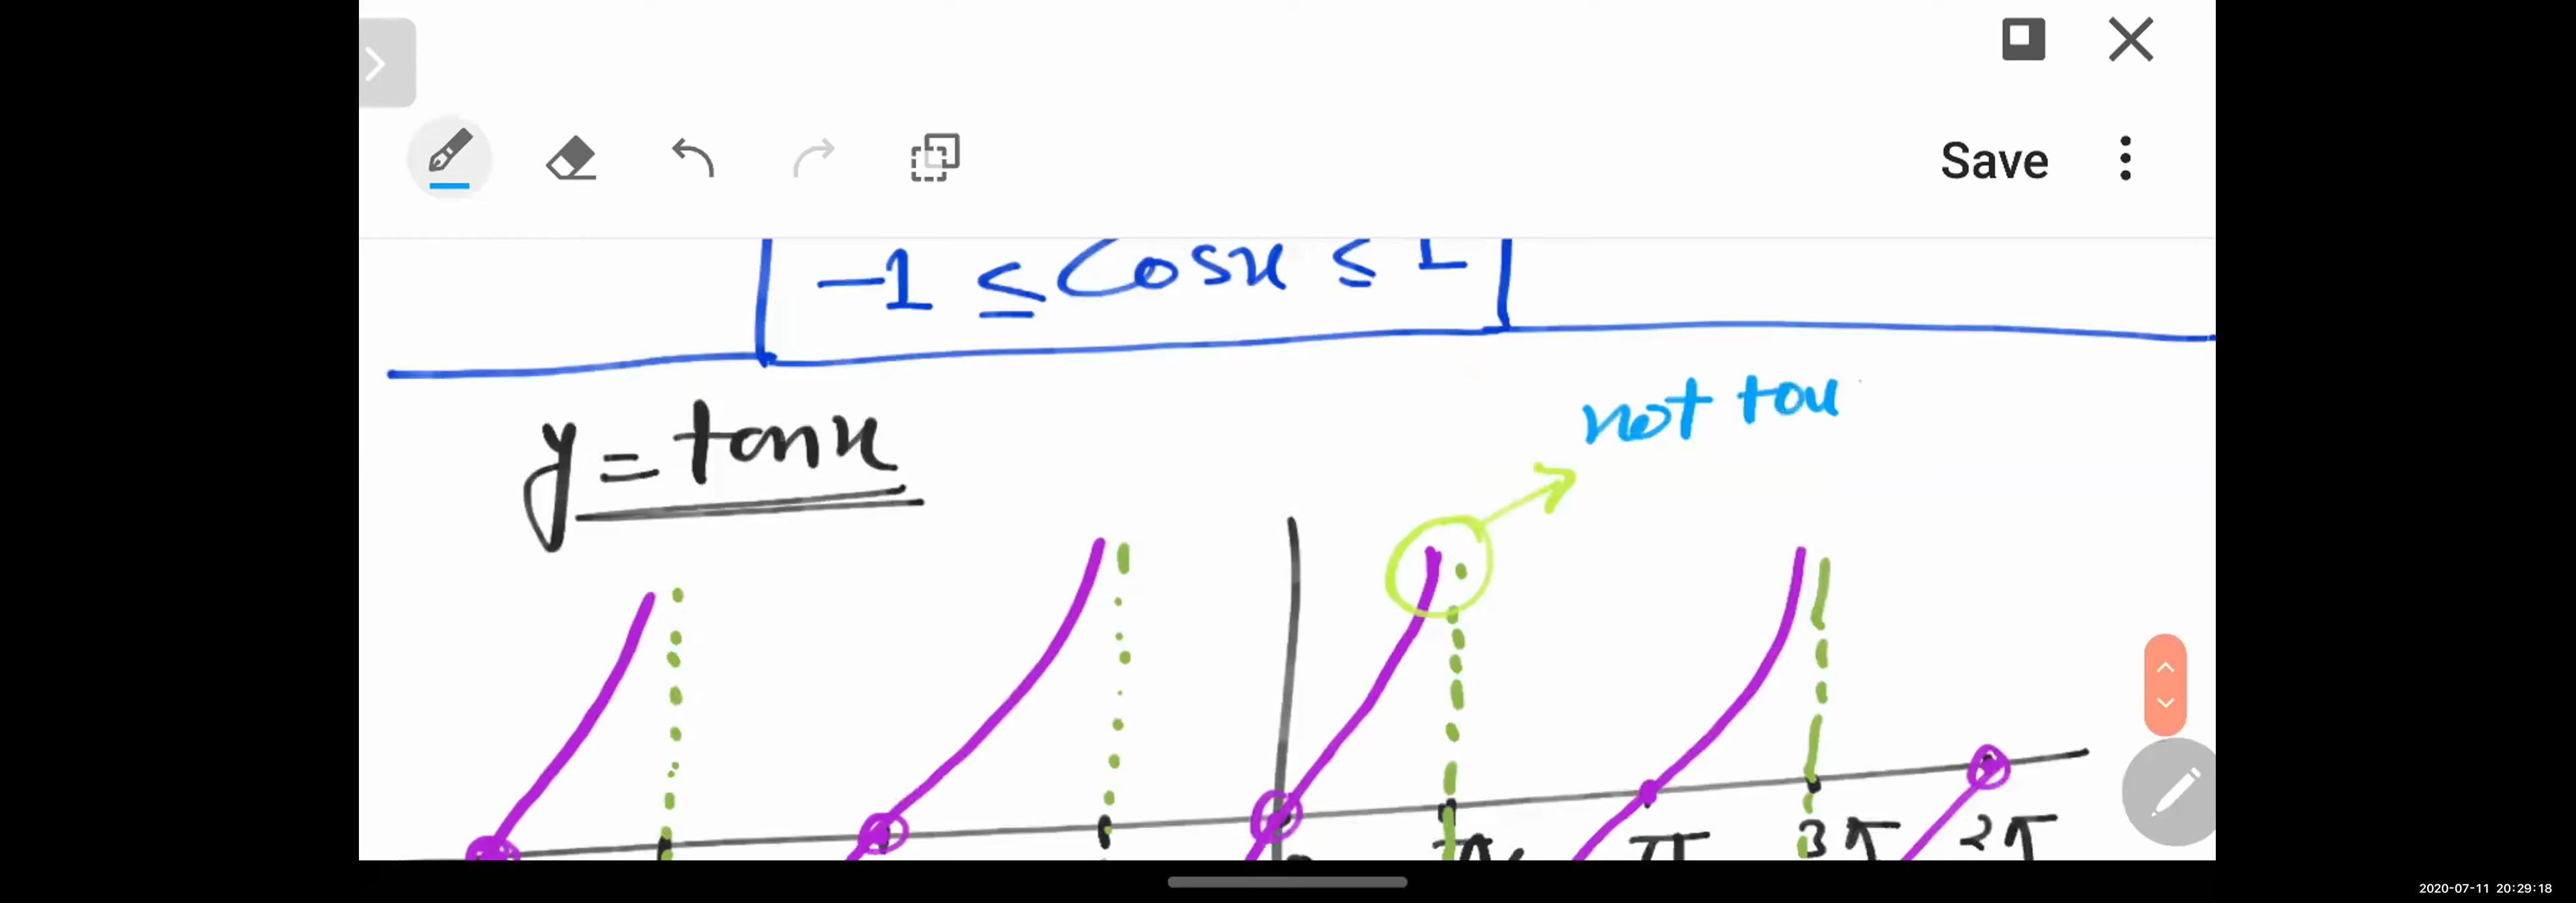 Save
-1 ≤ Cosx ≤ 1
not tou
y = tanx
π 3π 2π
2020-07-11 20:29:18